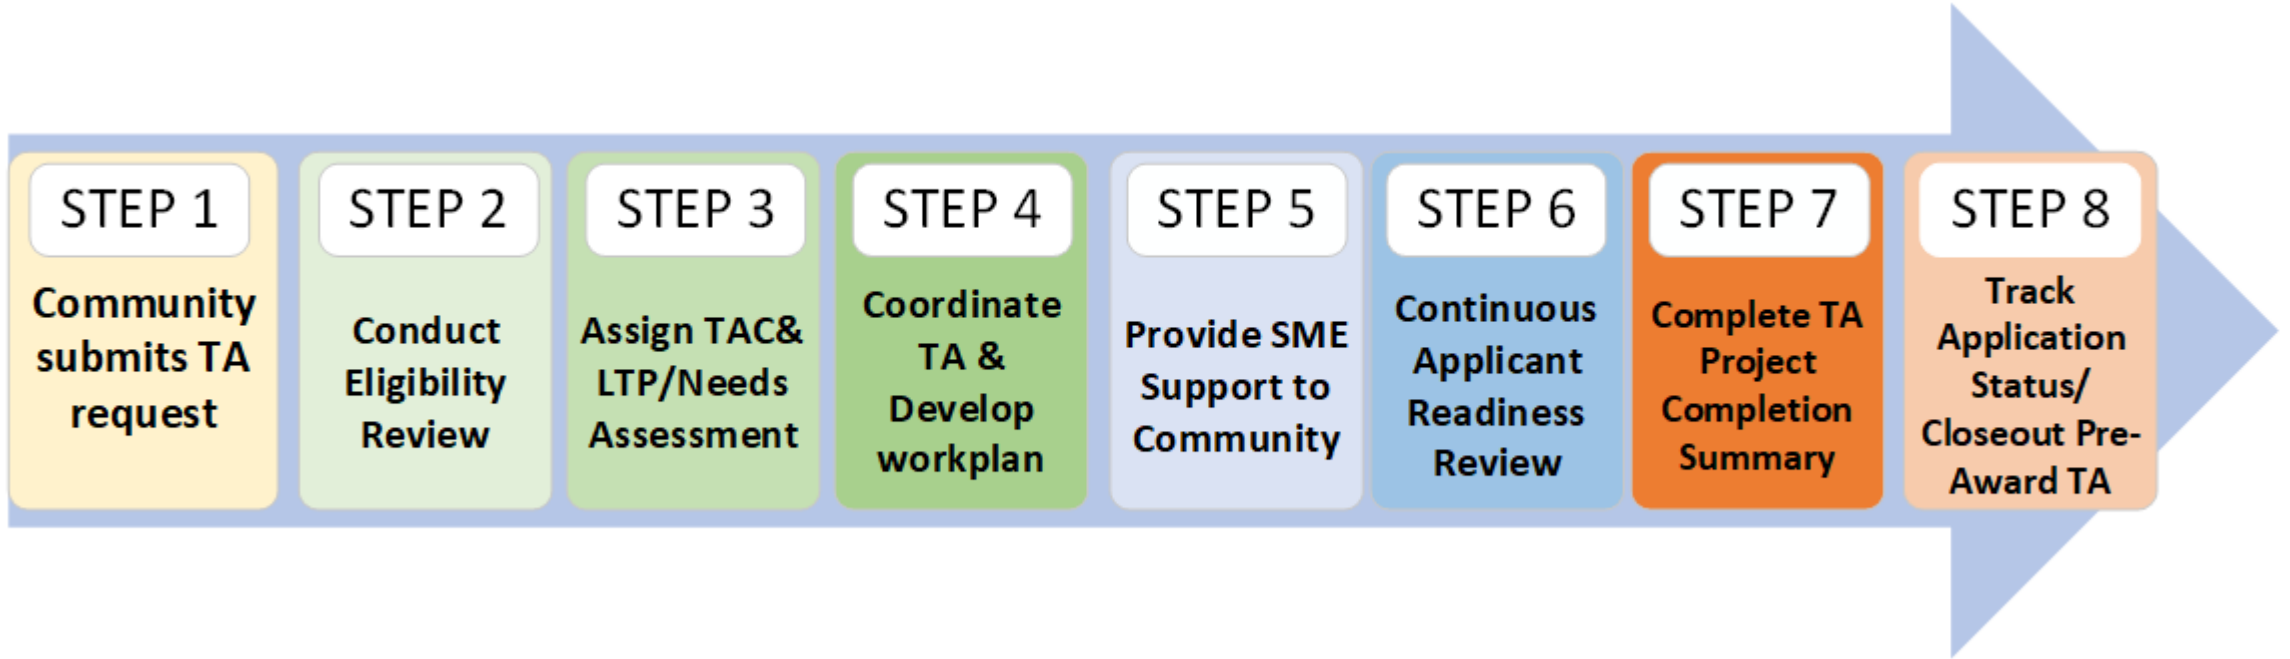 STEP 1
Community
submits TA
request
STEP 2
Conduct
Eligibility
Review
STEP 3
Assign TAC&
LTP/Needs
Assessment
STEP 4
Coordinate
TA &
Develop
workplan
STEP 5
Provide SME
Support to
Community
STEP 6
Continuous
Applicant
Readiness
Review
STEP 7
Complete TA
Project
Completion
Summary
STEP 8
Track
Application
Status/
Closeout Pre-
Award TA